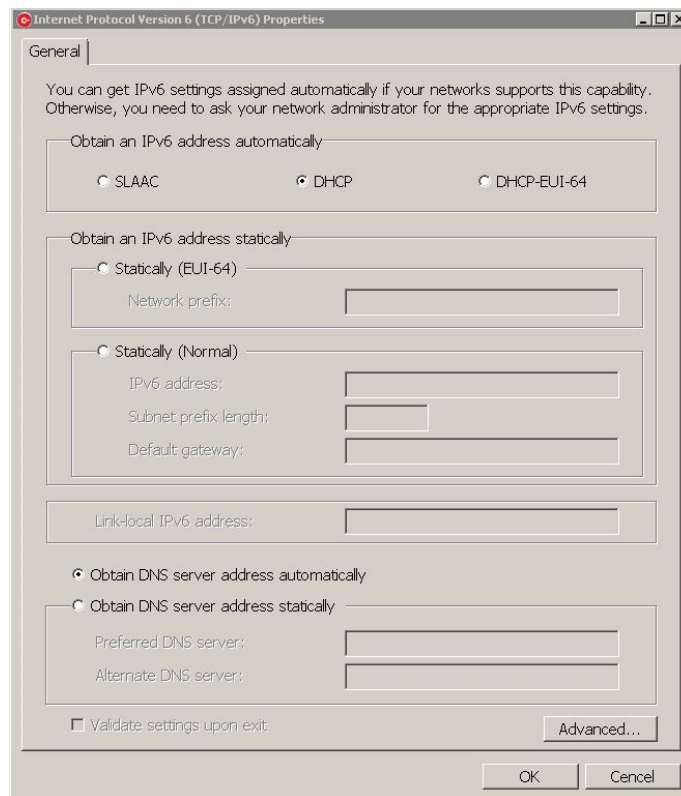 Internet Protocol Version 6 (TCP/IPv6) Properties
General
You can get IPv6 settings assigned automatically if your networks supports this capability.
Otherwise, you need to ask your network administrator for the appropriate IPv6 settings.
Obtain an IPv6 address automatically
SLAAC DHCP DHCP-EUI-64
Obtain an IPv6 address statically
Statically (EUI-64)
Network prefix:
Statically (Normal)
IPv6 address:
Subnet prefix length:
Default gateway:
Link-local IPv6 address:
Obtain DNS server address automatically
Obtain DNS server address statically
Preferred DNS server:
Alternate DNS server:
Validate settings upon exit
Advanced...
OK Cencel